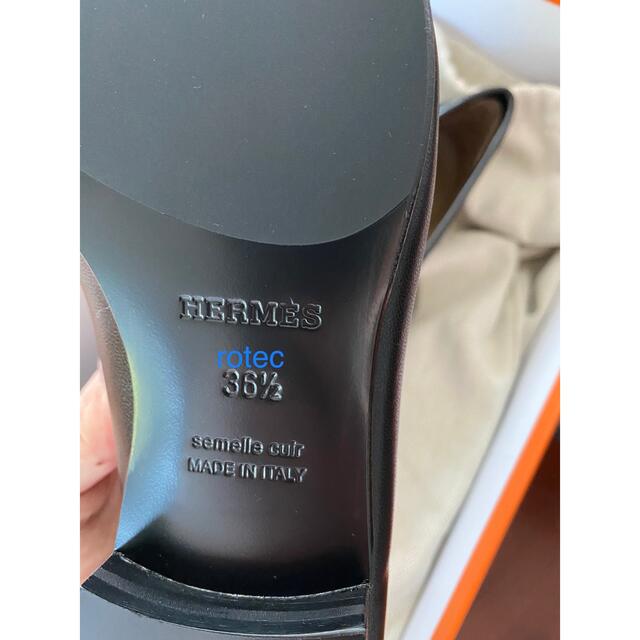 HERMÈS
rotec
36½
semelle cuir
MADE IN ITALY